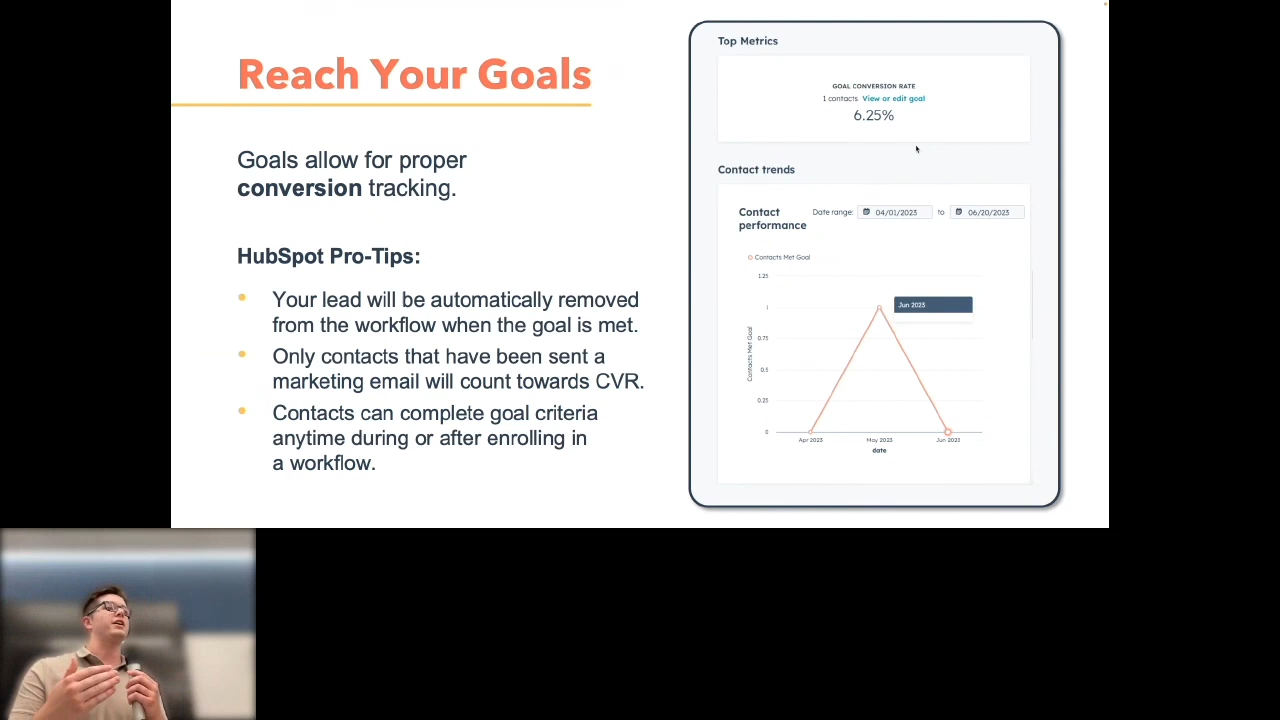 Reach Your Goals
Goals allow for proper
conversion tracking.
HubSpot Pro-Tips:
• Your lead will be automatically removed
from the workflow when the goal is met.
• Only contacts that have been sent a
marketing email will count towards CVR.
• Contacts can complete goal criteria
anytime during or after enrolling in
a workflow.
Top Metrics
GOAL CONVERSION RATE
1 contacts View or edit goal
6.25%
Contact trends
Contact
performance
Date range: 04/01/2023 to 06/20/2023
Contacts Met Goal
1.25
Jun 2023
1
0.75
Contacts Met Goal
0.5
0.25
0
Apr 2023 May 2023 Jun 2023
date